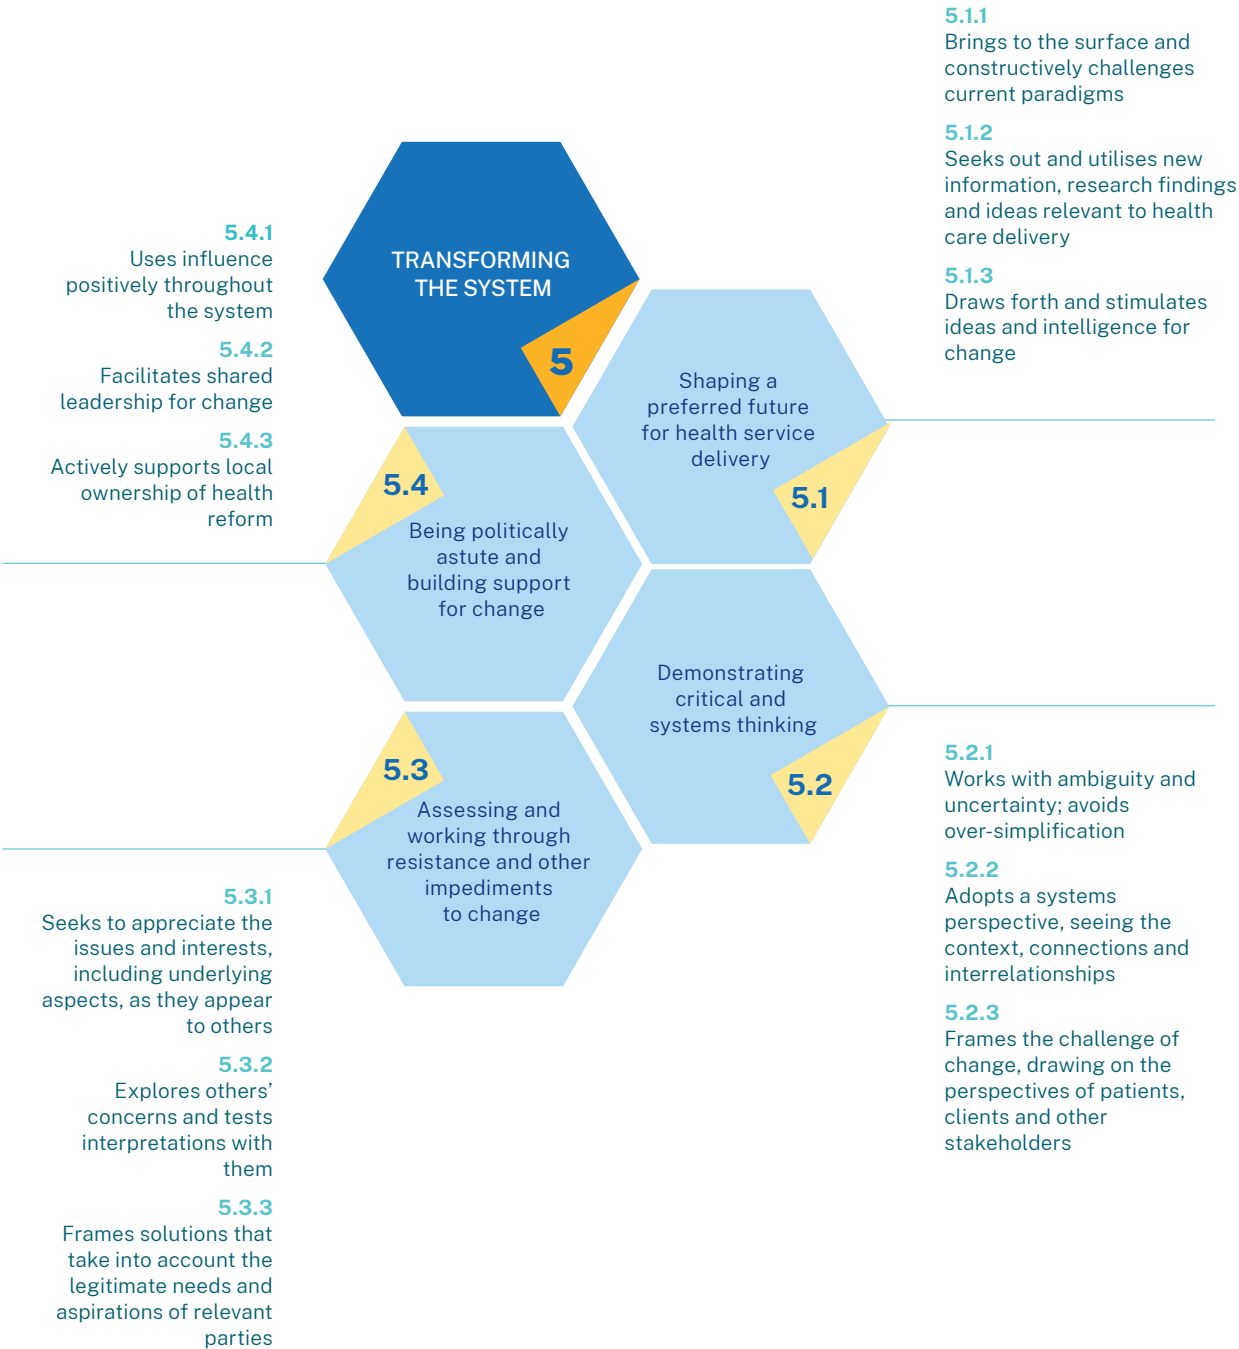 TRANSFORMING
THE SYSTEM
5
Shaping a
preferred future
for health service
delivery
5.1
5.1.1
Brings to the surface and
constructively challenges
current paradigms
5.1.2
Seeks out and utilises new
information, research findings
and ideas relevant to health
care delivery
5.1.3
Draws forth and stimulates
ideas and intelligence for
change
Demonstrating
critical and
systems thinking
5.2
5.2.1
Works with ambiguity and
uncertainty; avoids
over-simplification
5.2.2
Adopts a systems
perspective, seeing the
context, connections and
interrelationships
5.2.3
Frames the challenge of
change, drawing on the
perspectives of patients,
clients and other
stakeholders
5.3
Assessing and
working through
resistance and other
impediments
to change
5.3.1
Seeks to appreciate the
issues and interests,
including underlying
aspects, as they appear
to others
5.3.2
Explores others’
concerns and tests
interpretations with
them
5.3.3
Frames solutions that
take into account the
legitimate needs and
aspirations of relevant
parties
5.4
Being politically
astute and
building support
for change
5.4.1
Uses influence
positively throughout
the system
5.4.2
Facilitates shared
leadership for change
5.4.3
Actively supports local
ownership of health
reform